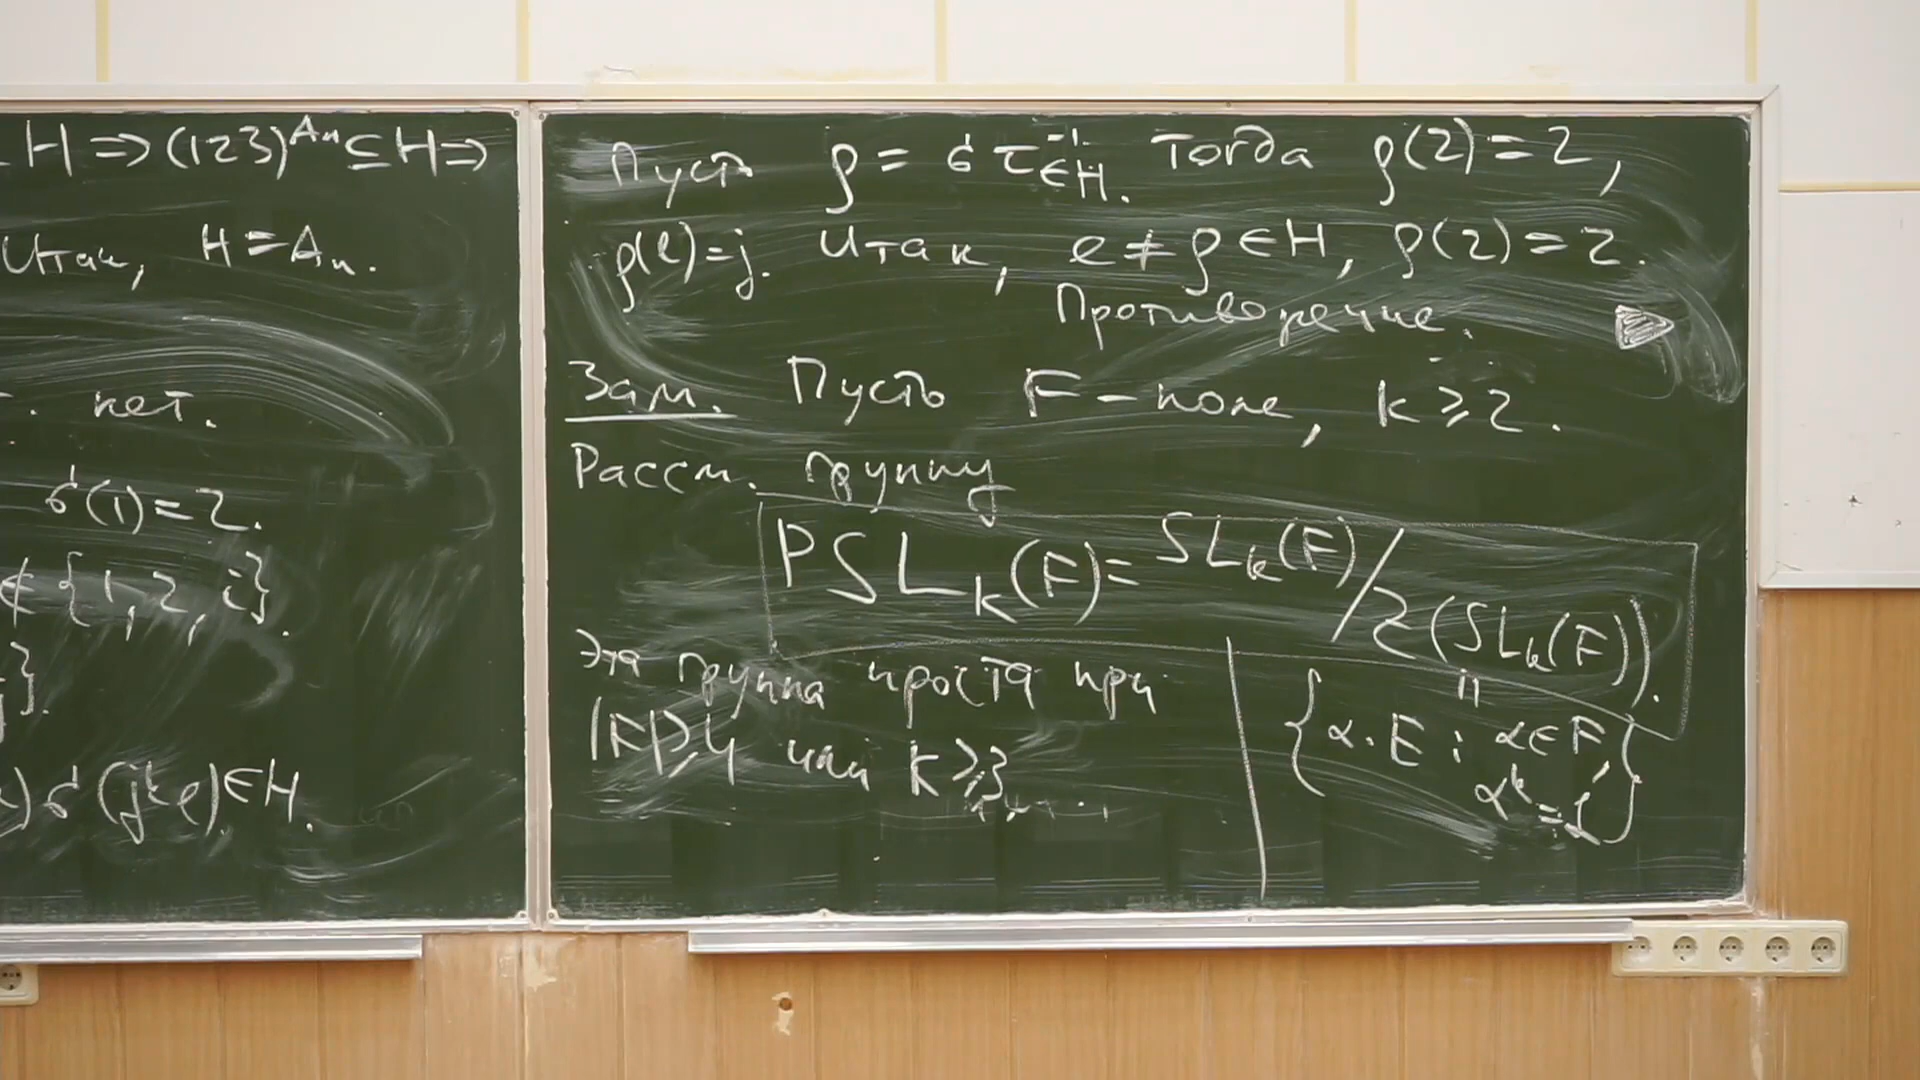 H ⇒ (123)^{A_n} ⊆ H ⇒
Итак, H = A_n.
нет.
σ(1) = 2.
∉ {1, 2, i}.
j}.
σ (j k l) ∈ H.
Пусть ρ = σ τ^{-1} ∈ H. Тогда ρ(2) = 2,
ρ(l) = j. Итак, e ≠ ρ ∈ H, ρ(2) = 2.
Противоречие.
Зам. Пусть F – поле, k ⩾ 2.
Рассм. группу
PSL_k(F) = SL_k(F) / Z(SL_k(F)).
Эта группа проста при
|F| ⩾ 4 или k ⩾ 3
{α · E : α ∈ F,
α^k = 1}